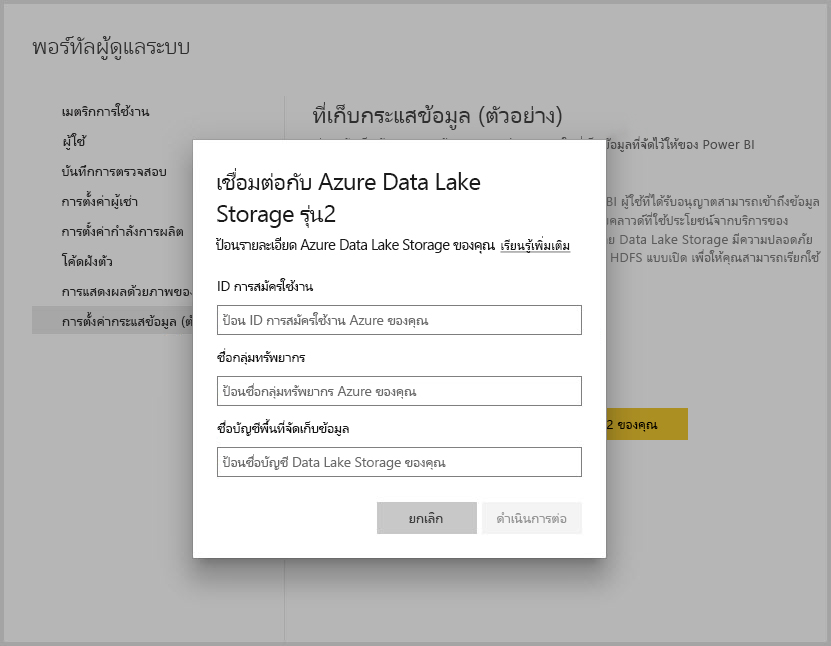 พอร์ทัลผู้ดูแลระบบ
เมตริกการใช้งาน
ผู้ใช้
บันทึกการตรวจสอบ
การตั้งค่าผู้เช่า
การตั้งค่ากำลังการผลิต
โค้ดฝังตัว
การแสดงผลด้วยภาพของ
การตั้งค่ากระแสข้อมูล (ตั
ที่เก็บกระแสข้อมูล (ตัวอย่าง)
ข้อมูลที่จัดไว้ให้ของ Power BI
BI ผู้ใช้ที่ได้รับอนุญาตสามารถเข้าถึงข้อมูล
คลาวด์ที่ใช้ประโยชน์จากบริการของ
Data Lake Storage มีความปลอดภัย
HDFS แบบเปิด เพื่อให้คุณสามารถเรียกใช้
2 ของคุณ
เชื่อมต่อกับ Azure Data Lake
Storage รุ่น2
ป้อนรายละเอียด Azure Data Lake Storage ของคุณ เรียนรู้เพิ่มเติม
ID การสมัครใช้งาน
ป้อน ID การสมัครใช้งาน Azure ของคุณ
ชื่อกลุ่มทรัพยากร
ป้อนชื่อกลุ่มทรัพยากร Azure ของคุณ
ชื่อบัญชีพื้นที่จัดเก็บข้อมูล
ป้อนชื่อบัญชี Data Lake Storage ของคุณ
ยกเลิก
ดำเนินการต่อ